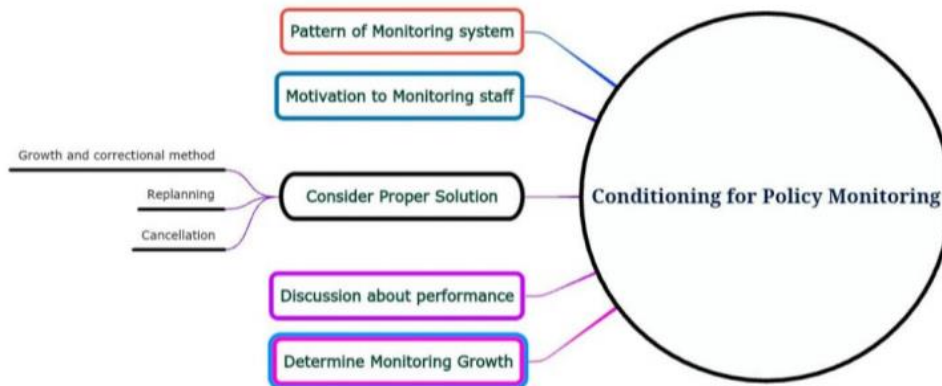 Pattern of Monitoring system
Motivation to Monitoring staff
Growth and correctional method
Replanning
Cancellation
Consider Proper Solution
Conditioning for Policy Monitoring
Discussion about performance
Determine Monitoring Growth